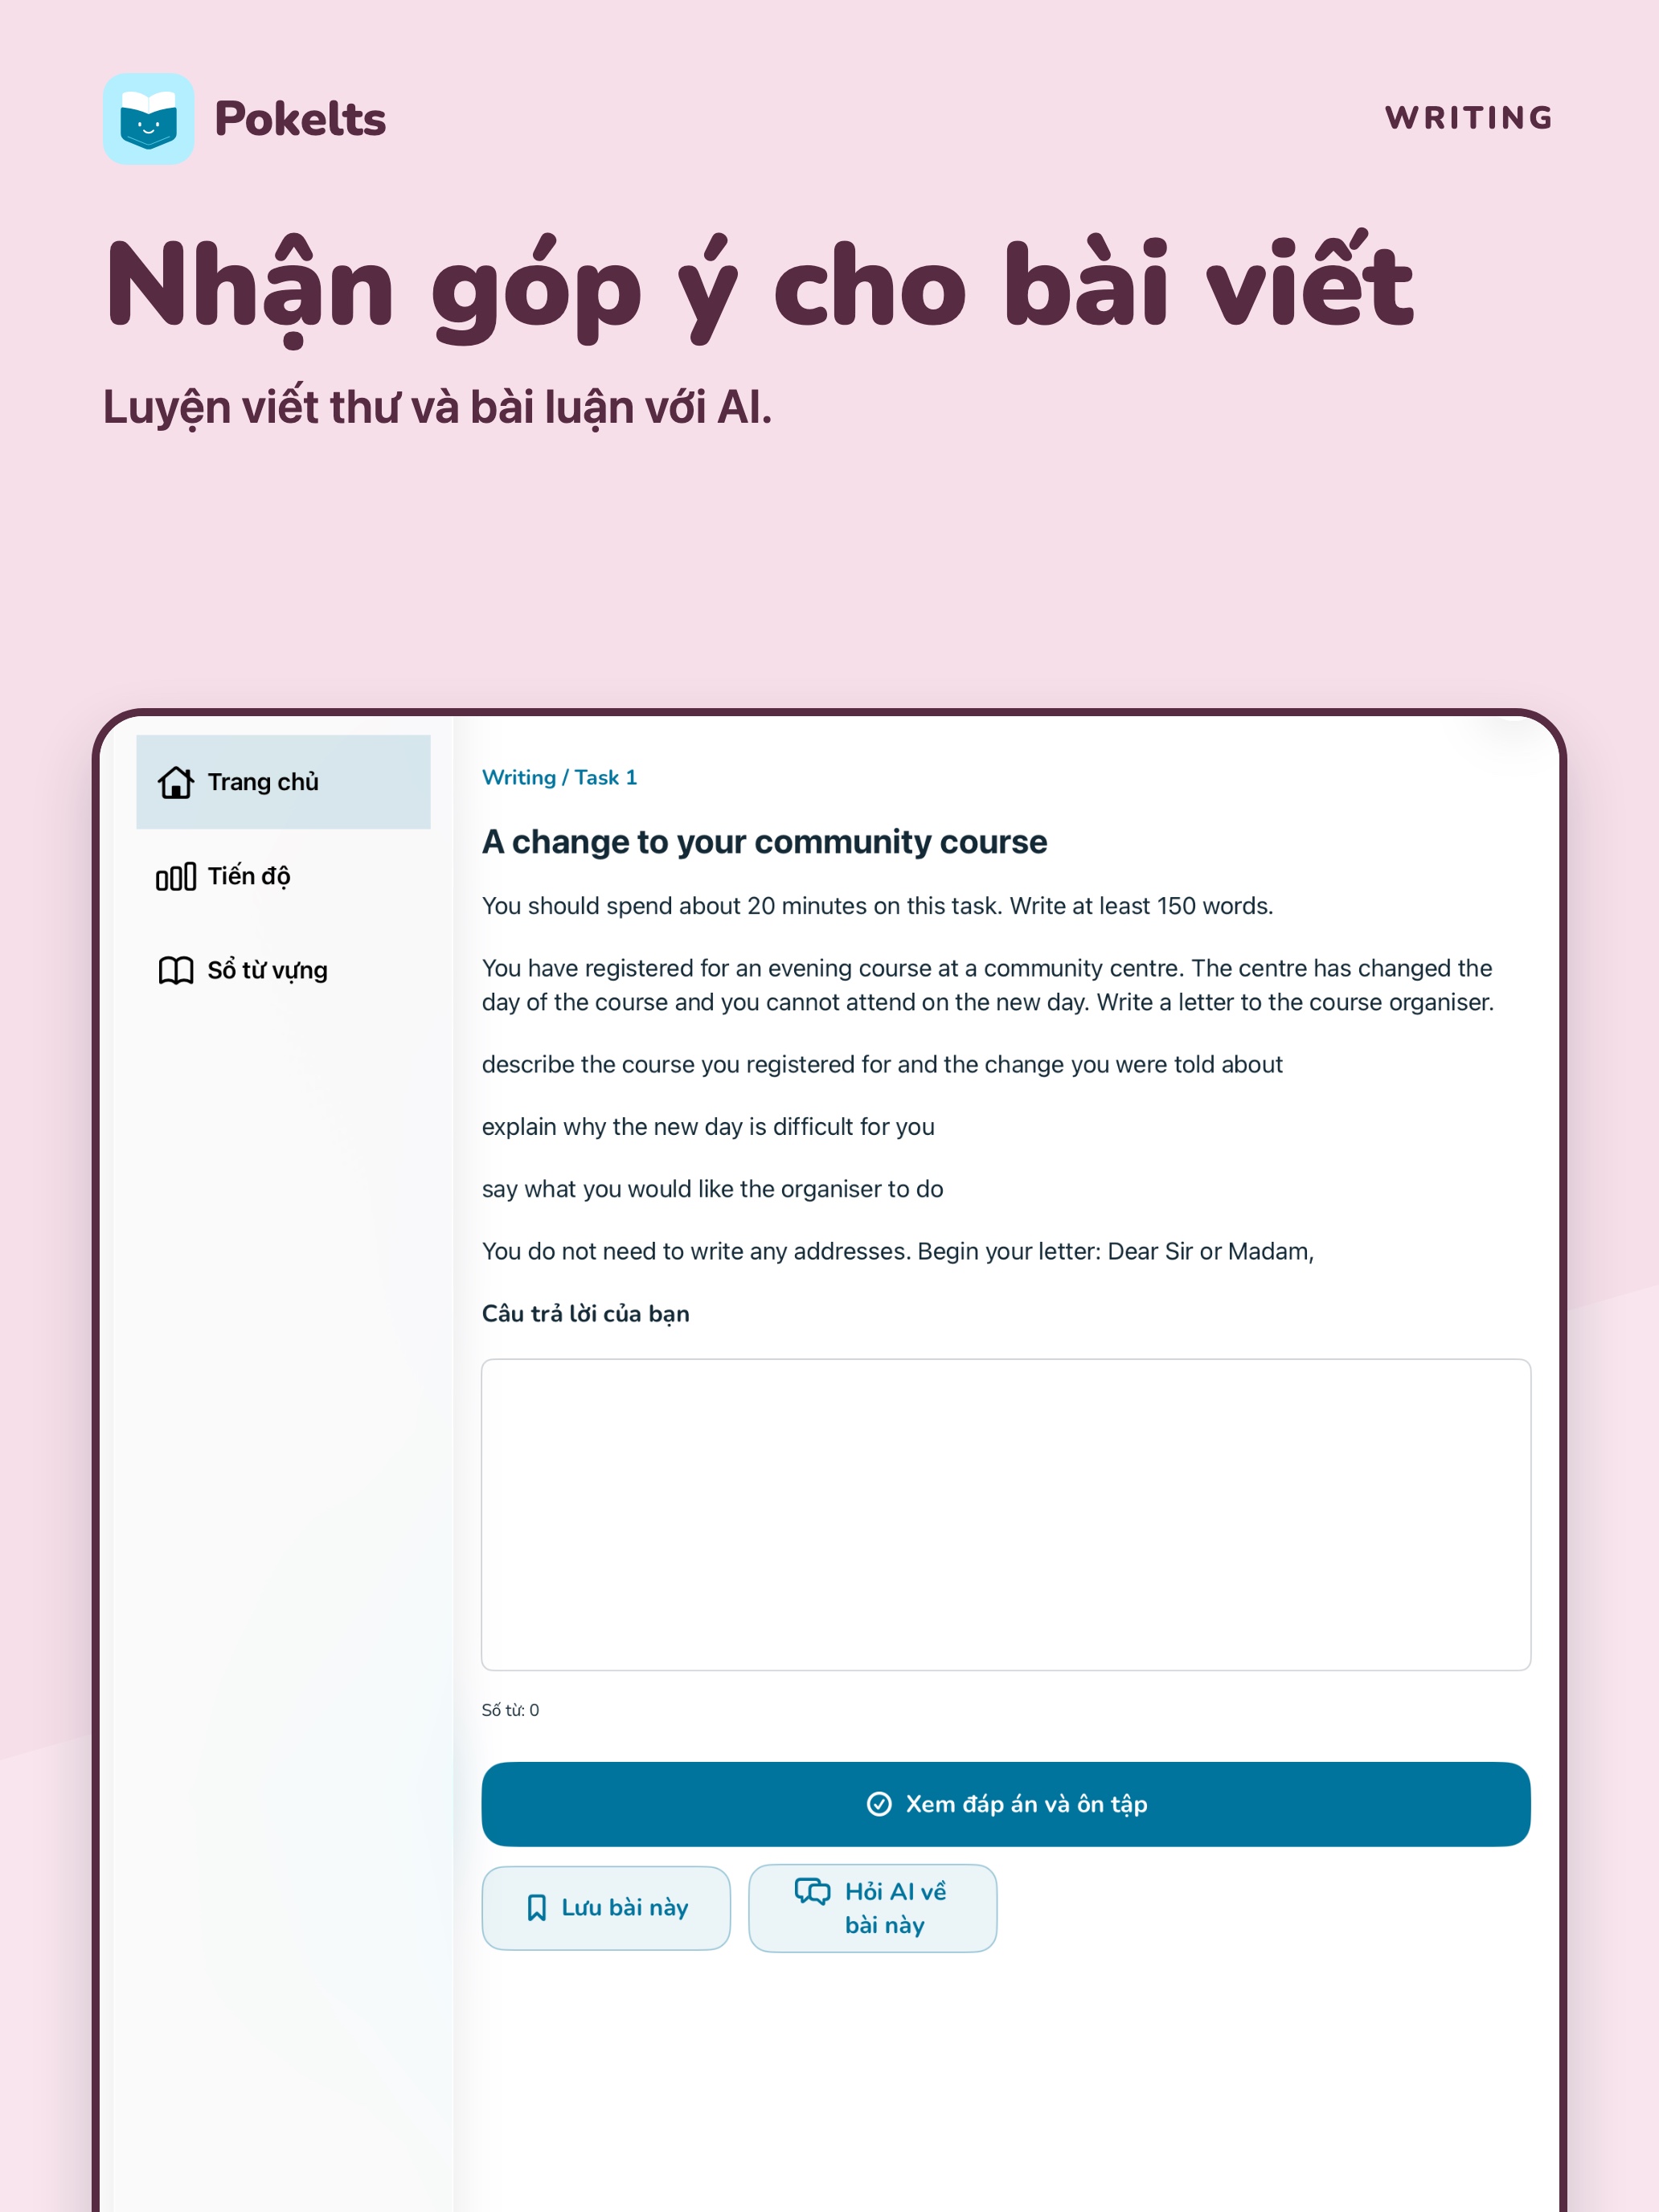 Pokelts
WRITING
Nhận góp ý cho bài viết
Luyện viết thư và bài luận với AI.
Trang chủ
Tiến độ
Sổ từ vựng
Writing / Task 1
A change to your community course
You should spend about 20 minutes on this task. Write at least 150 words.
You have registered for an evening course at a community centre. The centre has changed the
day of the course and you cannot attend on the new day. Write a letter to the course organiser.
describe the course you registered for and the change you were told about
explain why the new day is difficult for you
say what you would like the organiser to do
You do not need to write any addresses. Begin your letter: Dear Sir or Madam,
Câu trả lời của bạn
Số từ: 0
Xem đáp án và ôn tập
Lưu bài này
Hỏi AI về
bài này